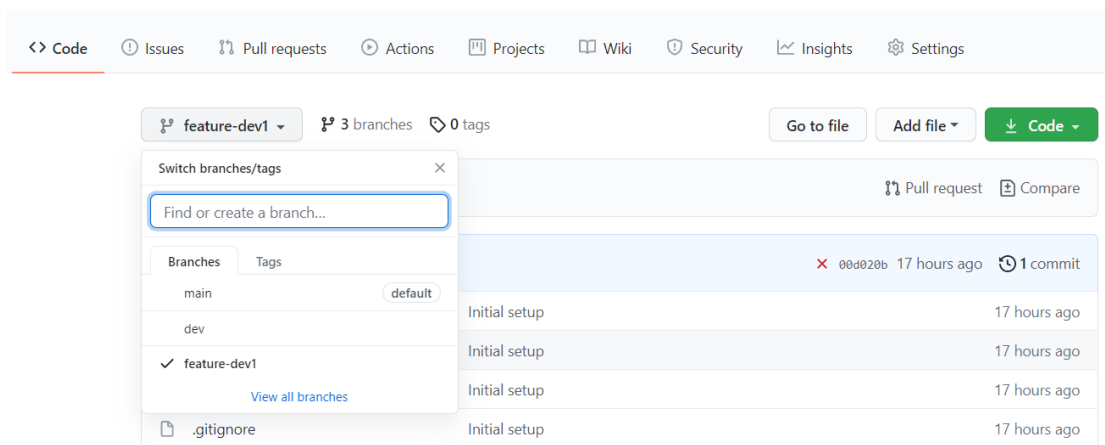 <> Code Issues Pull requests Actions Projects Wiki Security Insights Settings
feature-dev1 3 branches 0 tags Go to file Add file Code
Switch branches/tags
Find or create a branch...
Pull request Compare
Branches Tags
00d020b 17 hours ago 1 commit
main default
Initial setup 17 hours ago
dev
Initial setup 17 hours ago
feature-dev1
Initial setup 17 hours ago
View all branches
.gitignore Initial setup 17 hours ago